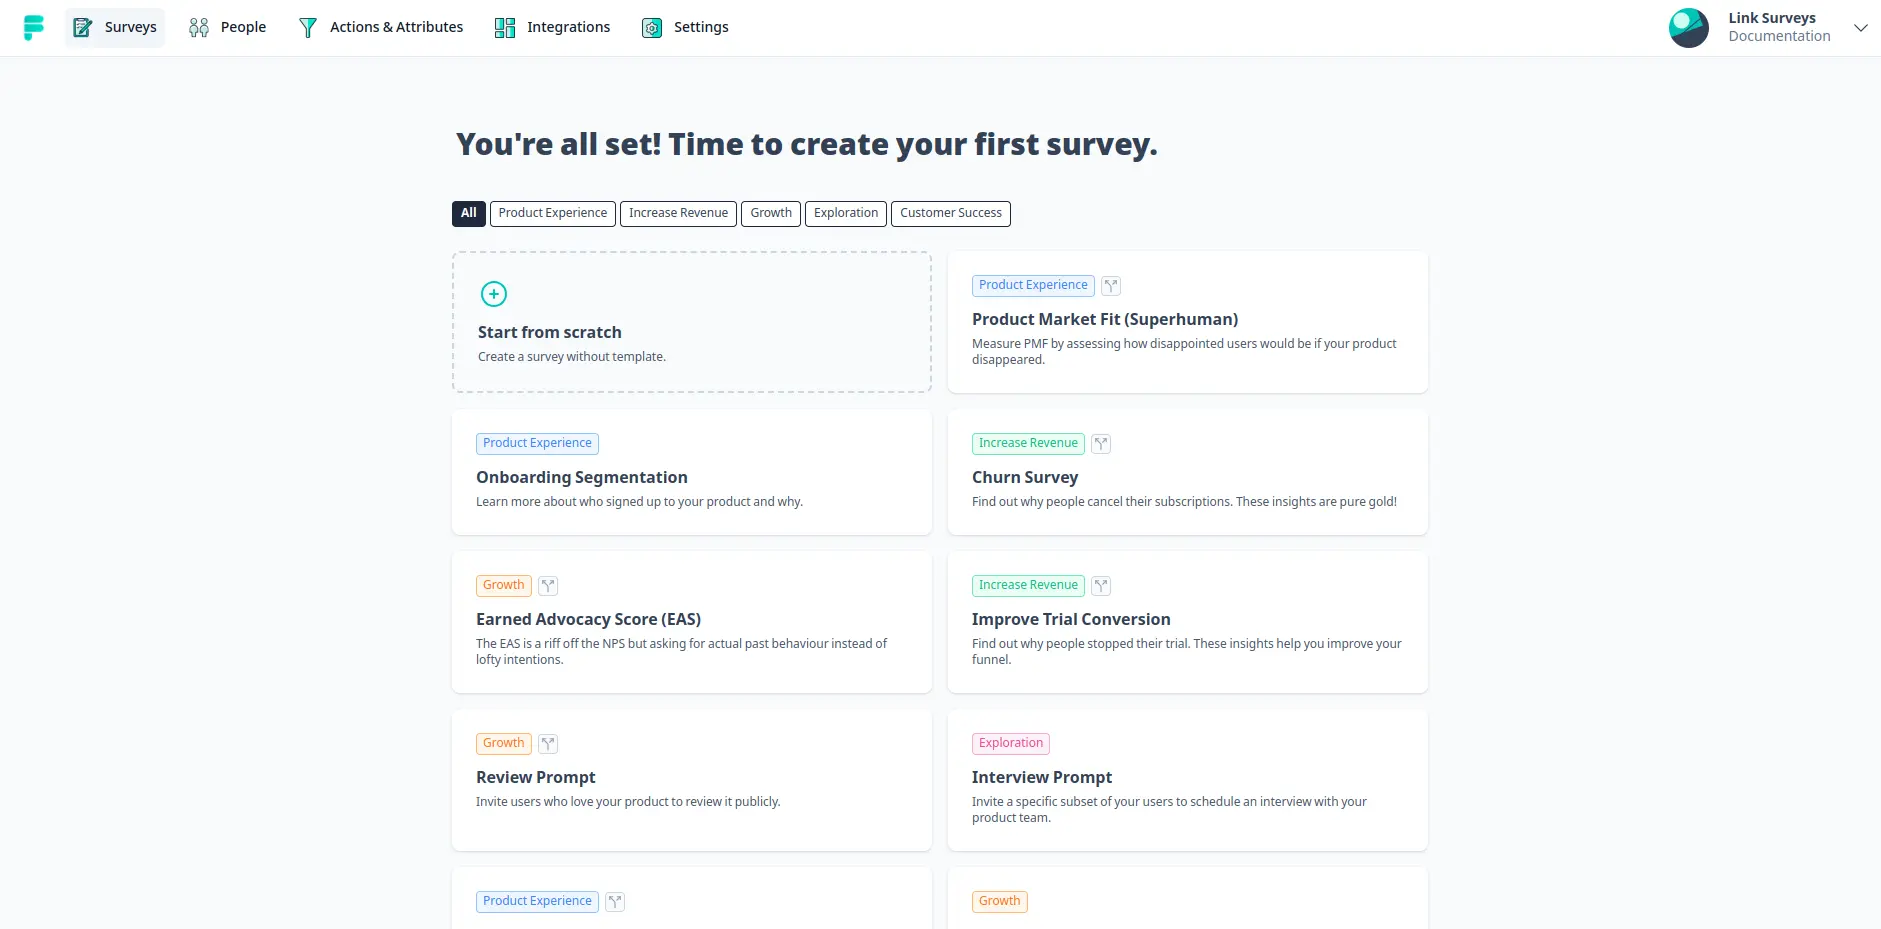 Surveys
People
Actions & Attributes
Integrations
Settings
Link Surveys
Documentation
You're all set! Time to create your first survey.
All
Product Experience
Increase Revenue
Growth
Exploration
Customer Success
Start from scratch
Create a survey without template.
Product Experience
Product Market Fit (Superhuman)
Measure PMF by assessing how disappointed users would be if your product
disappeared.
Product Experience
Onboarding Segmentation
Learn more about who signed up to your product and why.
Increase Revenue
Churn Survey
Find out why people cancel their subscriptions. These insights are pure gold!
Growth
Earned Advocacy Score (EAS)
The EAS is a riff off the NPS but asking for actual past behaviour instead of
lofty intentions.
Increase Revenue
Improve Trial Conversion
Find out why people stopped their trial. These insights help you improve your
funnel.
Growth
Review Prompt
Invite users who love your product to review it publicly.
Exploration
Interview Prompt
Invite a specific subset of your users to schedule an interview with your
product team.
Product Experience
Growth